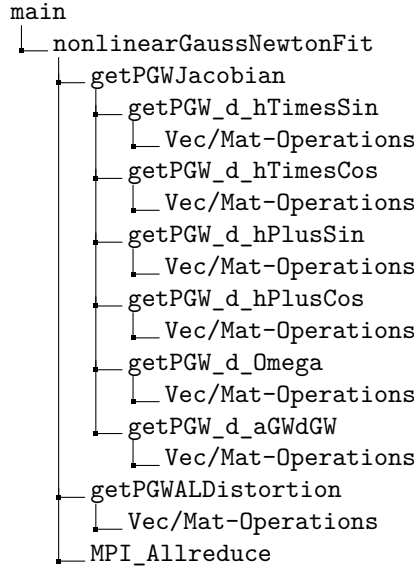 main
nonlinearGaussNewtonFit
getPGWJacobian
getPGW_d_hTimesSin
Vec/Mat-Operations
getPGW_d_hTimesCos
Vec/Mat-Operations
getPGW_d_hPlusSin
Vec/Mat-Operations
getPGW_d_hPlusCos
Vec/Mat-Operations
getPGW_d_Omega
Vec/Mat-Operations
getPGW_d_aGWdGW
Vec/Mat-Operations
getPGWALDistortion
Vec/Mat-Operations
MPI_Allreduce